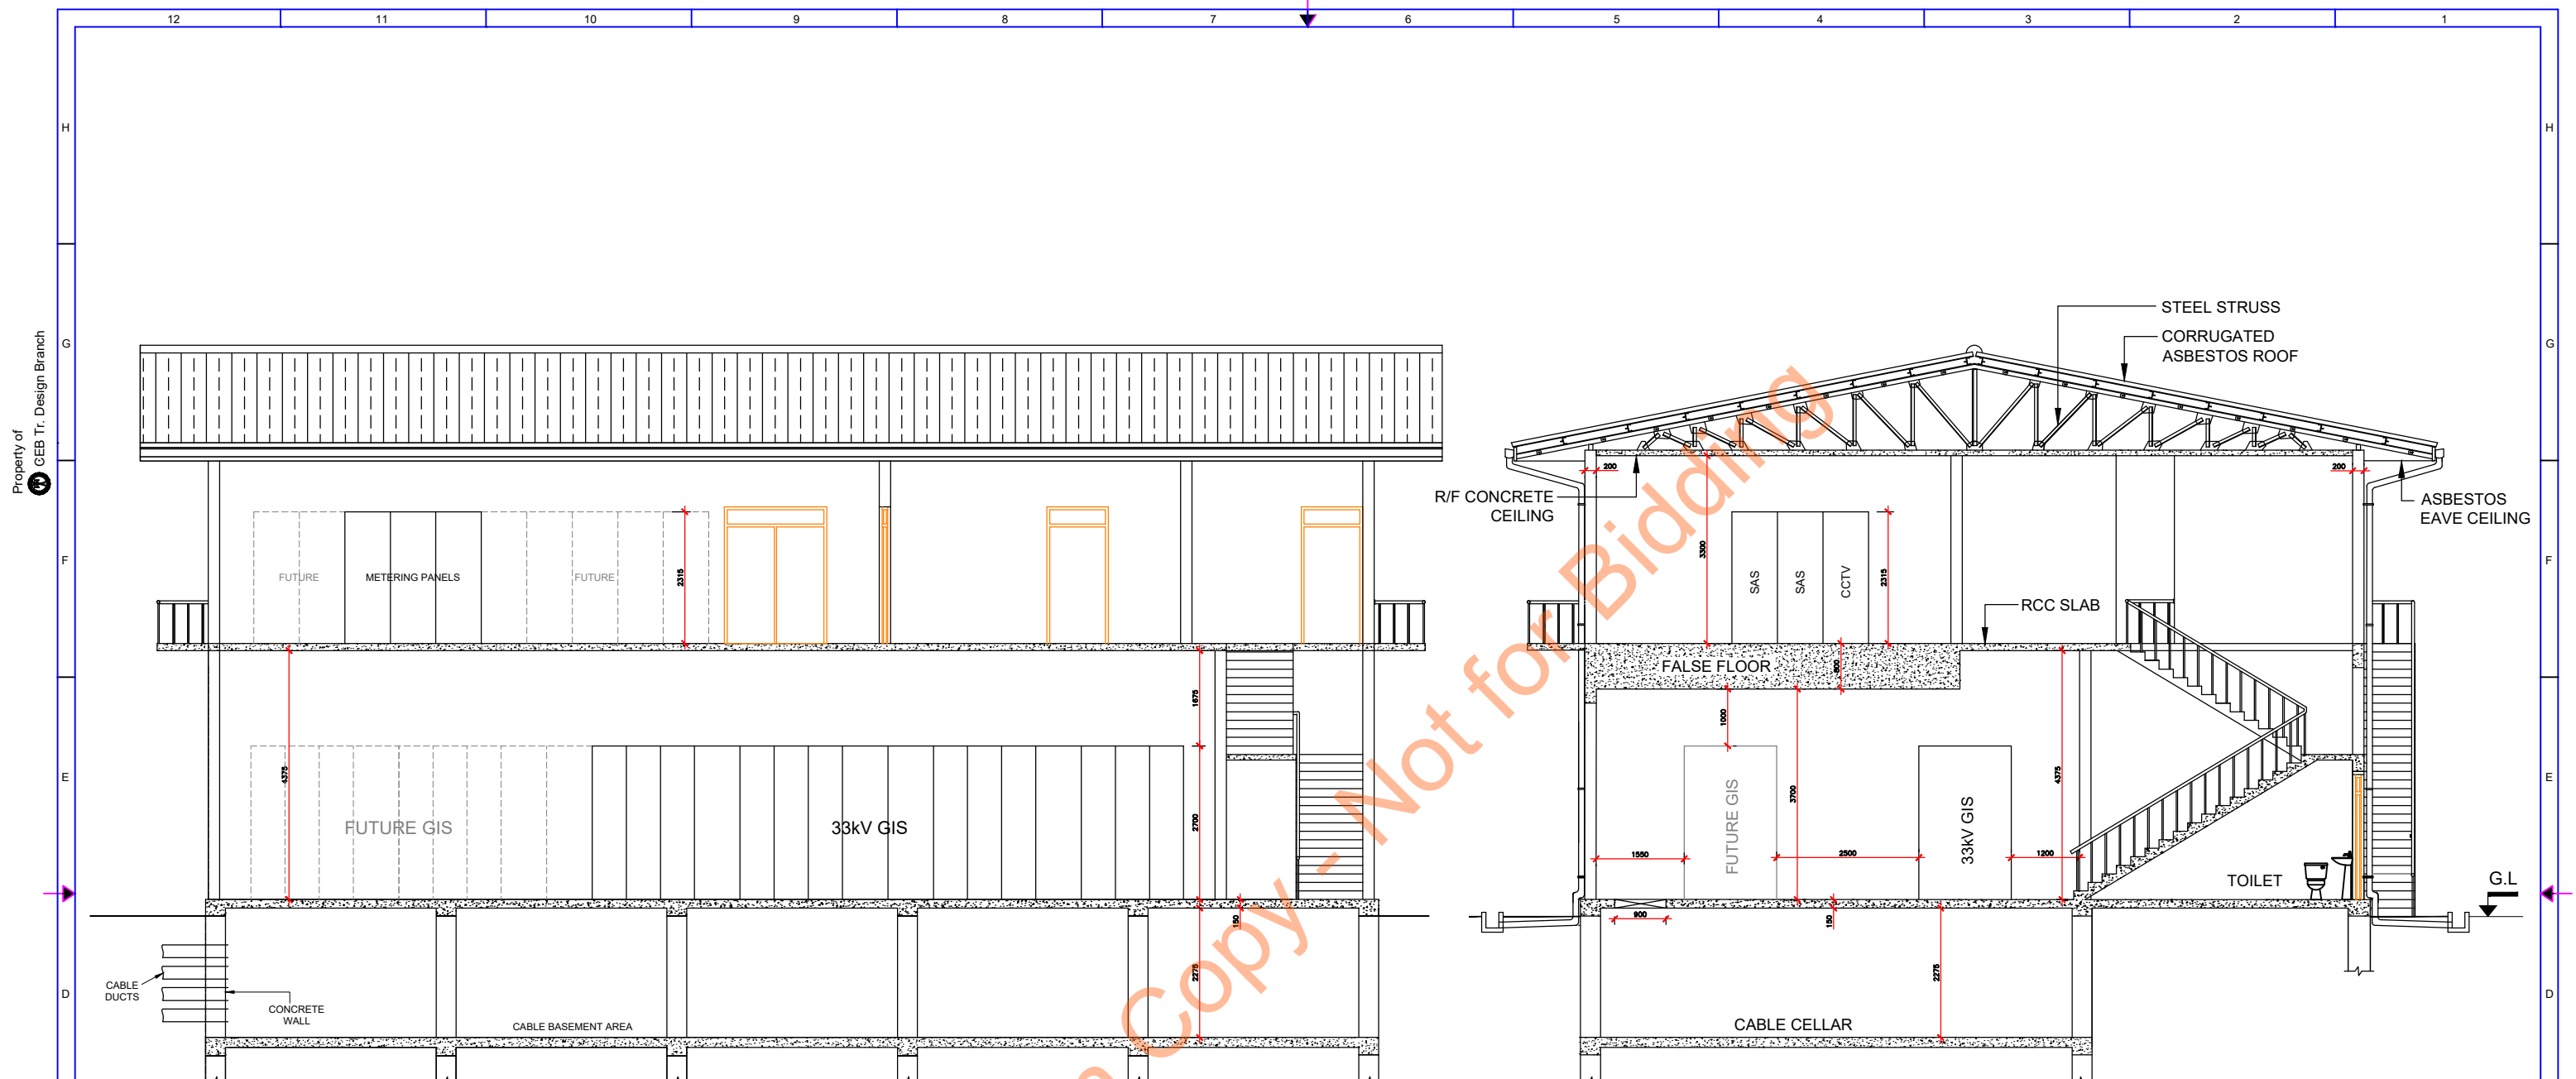 12 11 10 9 8 7 6 5 4 3 2 1
H
H
G
G
F
F
E
E
D
D
Property of
CEB Tr. Design Branch
FUTURE
METERING PANELS
FUTURE
2315
4375
1675
2700
FUTURE GIS
33kV GIS
150
2275
CABLE
DUCTS
CONCRETE
WALL
CABLE BASEMENT AREA
STEEL STRUSS
CORRUGATED
ASBESTOS ROOF
200
200
R/F CONCRETE
CEILING
ASBESTOS
EAVE CEILING
3300
SAS
SAS
CCTV
2315
RCC SLAB
FALSE FLOOR
800
1000
3700
4375
FUTURE GIS
33kV GIS
1550
2500
1200
TOILET
G.L
900
150
2275
CABLE CELLAR
Copy - Not for Bidding